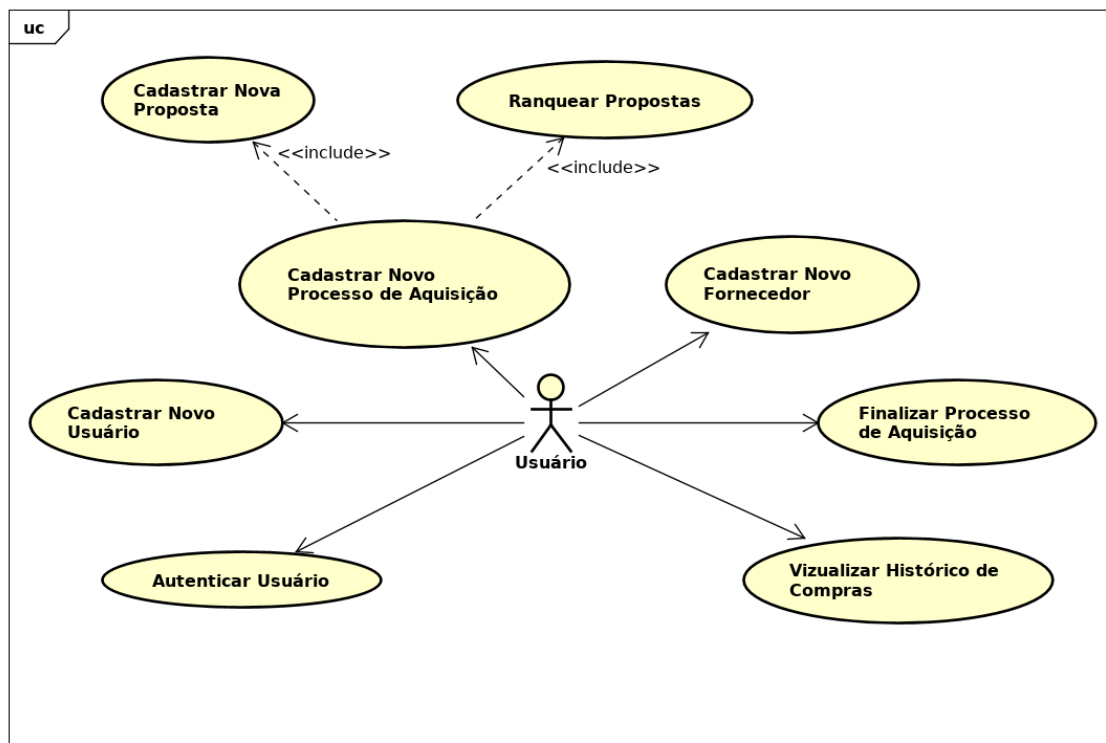 uc
Cadastrar Nova
Proposta
Ranquear Propostas
<<include>>
<<include>>
Cadastrar Novo
Processo de Aquisição
Cadastrar Novo
Fornecedor
Cadastrar Novo
Usuário
Finalizar Processo
de Aquisição
Usuário
Autenticar Usuário
Vizualizar Histórico de
Compras